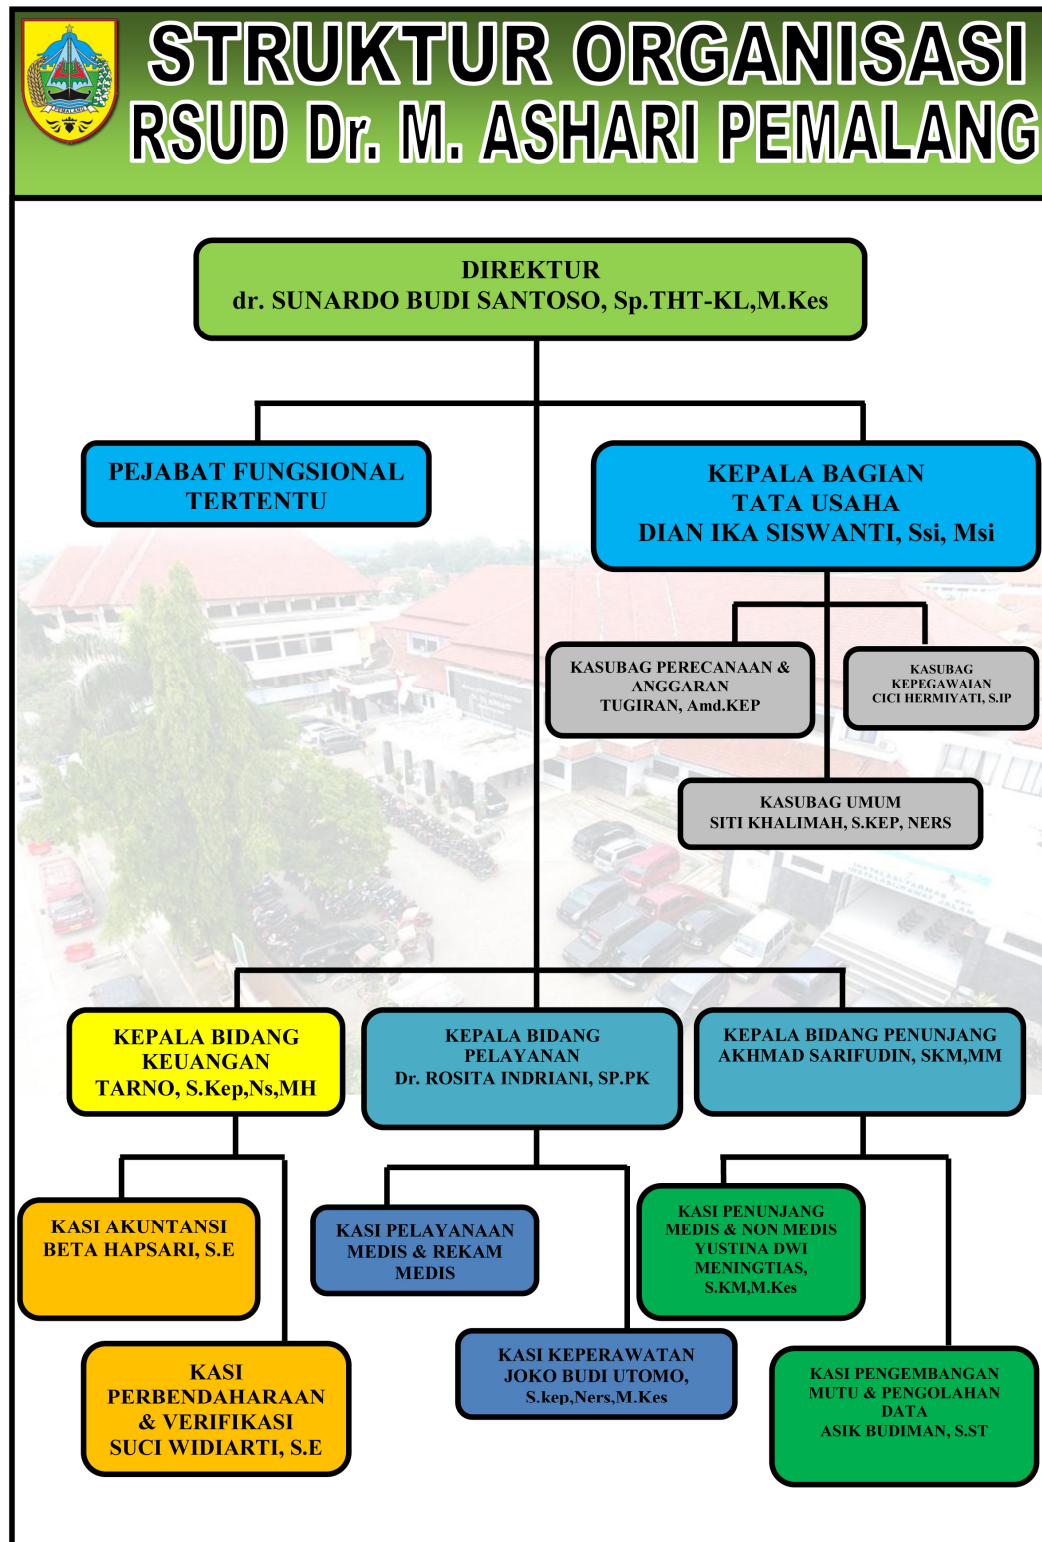 STRUKTUR ORGANISASI
RSUD Dr. M. ASHARI PEMALANG
PEMALANG
DIREKTUR
dr. SUNARDO BUDI SANTOSO, Sp.THT-KL,M.Kes
PEJABAT FUNGSIONAL
TERTENTU
KEPALA BAGIAN
TATA USAHA
DIAN IKA SISWANTI, Ssi, Msi
KASUBAG PERECANAAN &
ANGGARAN
TUGIRAN, Amd.KEP
KASUBAG
KEPEGAWAIAN
CICI HERMIYATI, S.IP
KASUBAG UMUM
SITI KHALIMAH, S.KEP, NERS
KEPALA BIDANG
KEUANGAN
TARNO, S.Kep,Ns,MH
KEPALA BIDANG
PELAYANAN
Dr. ROSITA INDRIANI, SP.PK
KEPALA BIDANG PENUNJANG
AKHMAD SARIFUDIN, SKM,MM
KASI AKUNTANSI
BETA HAPSARI, S.E
KASI
PERBENDAHARAAN
& VERIFIKASI
SUCI WIDIARTI, S.E
KASI PELAYANAAN
MEDIS & REKAM
MEDIS
KASI KEPERAWATAN
JOKO BUDI UTOMO,
S.kep,Ners,M.Kes
KASI PENUNJANG
MEDIS & NON MEDIS
YUSTINA DWI
MENINGTIAS,
S.KM,M.Kes
KASI PENGEMBANGAN
MUTU & PENGOLAHAN
DATA
ASIK BUDIMAN, S.ST